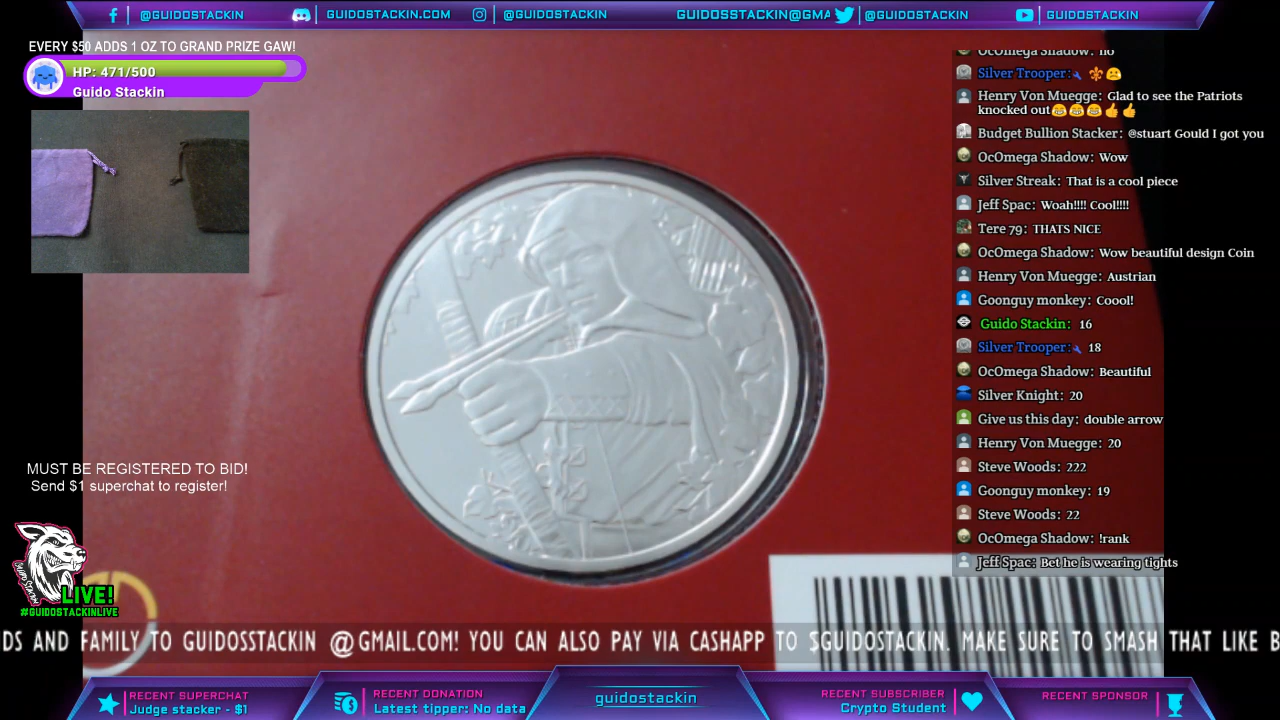 @GUIDOSTACKIN
GUIDOSTACKIN.COM
@GUIDOSTACKIN
GUIDOSSTACKIN@GMA
@GUIDOSTACKIN
GUIDOSTACKIN
EVERY $50 ADDS 1 OZ TO GRAND PRIZE GAW!
HP: 471/500
Guido Stackin
OcOmega Shadow: no
Silver Trooper: ⚜️🙁
Henry Von Muegge: Glad to see the Patriots
knocked out😂😂😂👍👍
Budget Bullion Stacker: @stuart Gould I got you
OcOmega Shadow: Wow
Silver Streak: That is a cool piece
Jeff Spac: Woah!!!! Cool!!!!
Tere 79: THATS NICE
OcOmega Shadow: Wow beautiful design Coin
Henry Von Muegge: Austrian
Goonguy monkey: Coool!
Guido Stackin: 16
Silver Trooper: 18
OcOmega Shadow: Beautiful
Silver Knight: 20
Give us this day: double arrow
Henry Von Muegge: 20
Steve Woods: 222
Goonguy monkey: 19
Steve Woods: 22
OcOmega Shadow: !rank
Jeff Spac: Bet he is wearing tights
MUST BE REGISTERED TO BID!
Send $1 superchat to register!
GUIDO STACKIN
LIVE!
#GUIDOSTACKINLIVE
DS AND FAMILY TO GUIDOSSTACKIN @GMAIL.COM! YOU CAN ALSO PAY VIA CASHAPP TO $GUIDOSTACKIN. MAKE SURE TO SMASH THAT LIKE B
RECENT SUPERCHAT
Judge stacker - $1
RECENT DONATION
Latest tipper: No data
guidostackin
RECENT SUBSCRIBER
Crypto Student
RECENT SPONSOR